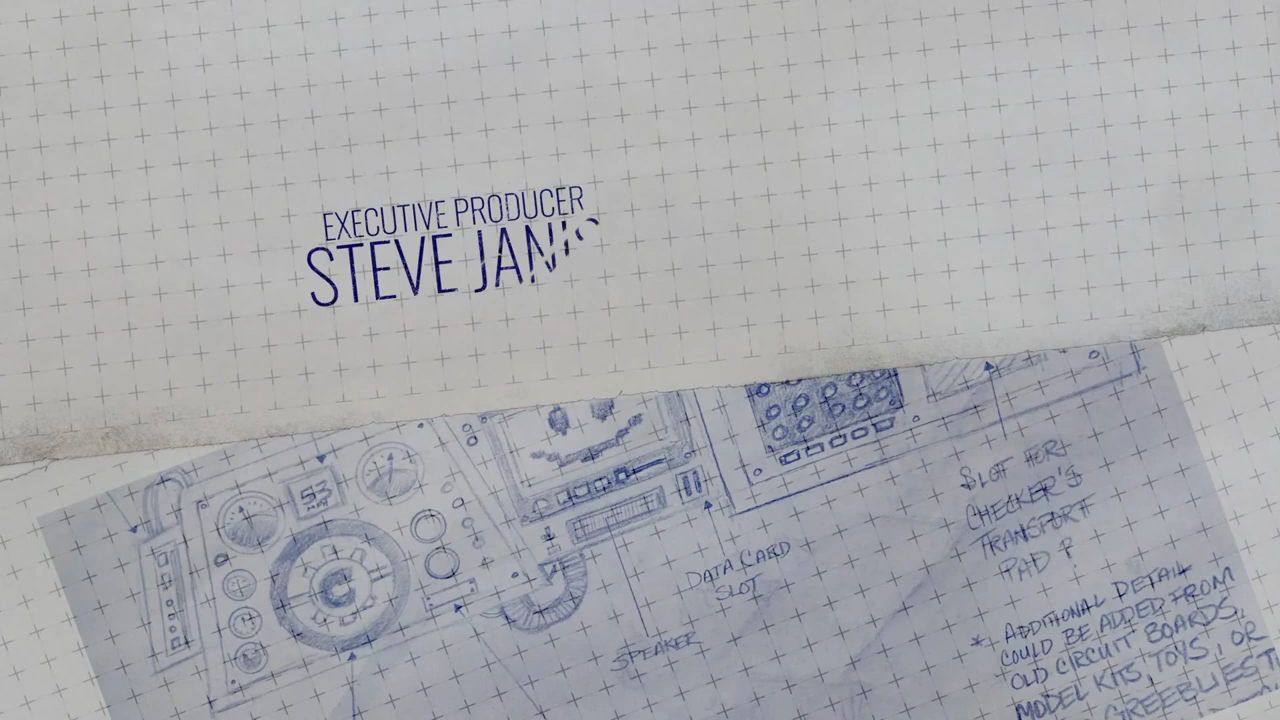 EXECUTIVE PRODUCER
STEVE JAN
53
DATA CARD
SLOT
SPEAKER
SLOT FOR
CHECKER'S
TRANSPORT
PAD ?
* ADDITIONAL DETAIL
COULD BE ADDED FROM
OLD CIRCUIT BOARDS,
MODEL KITS, TOYS, OR
GREEBLIEST